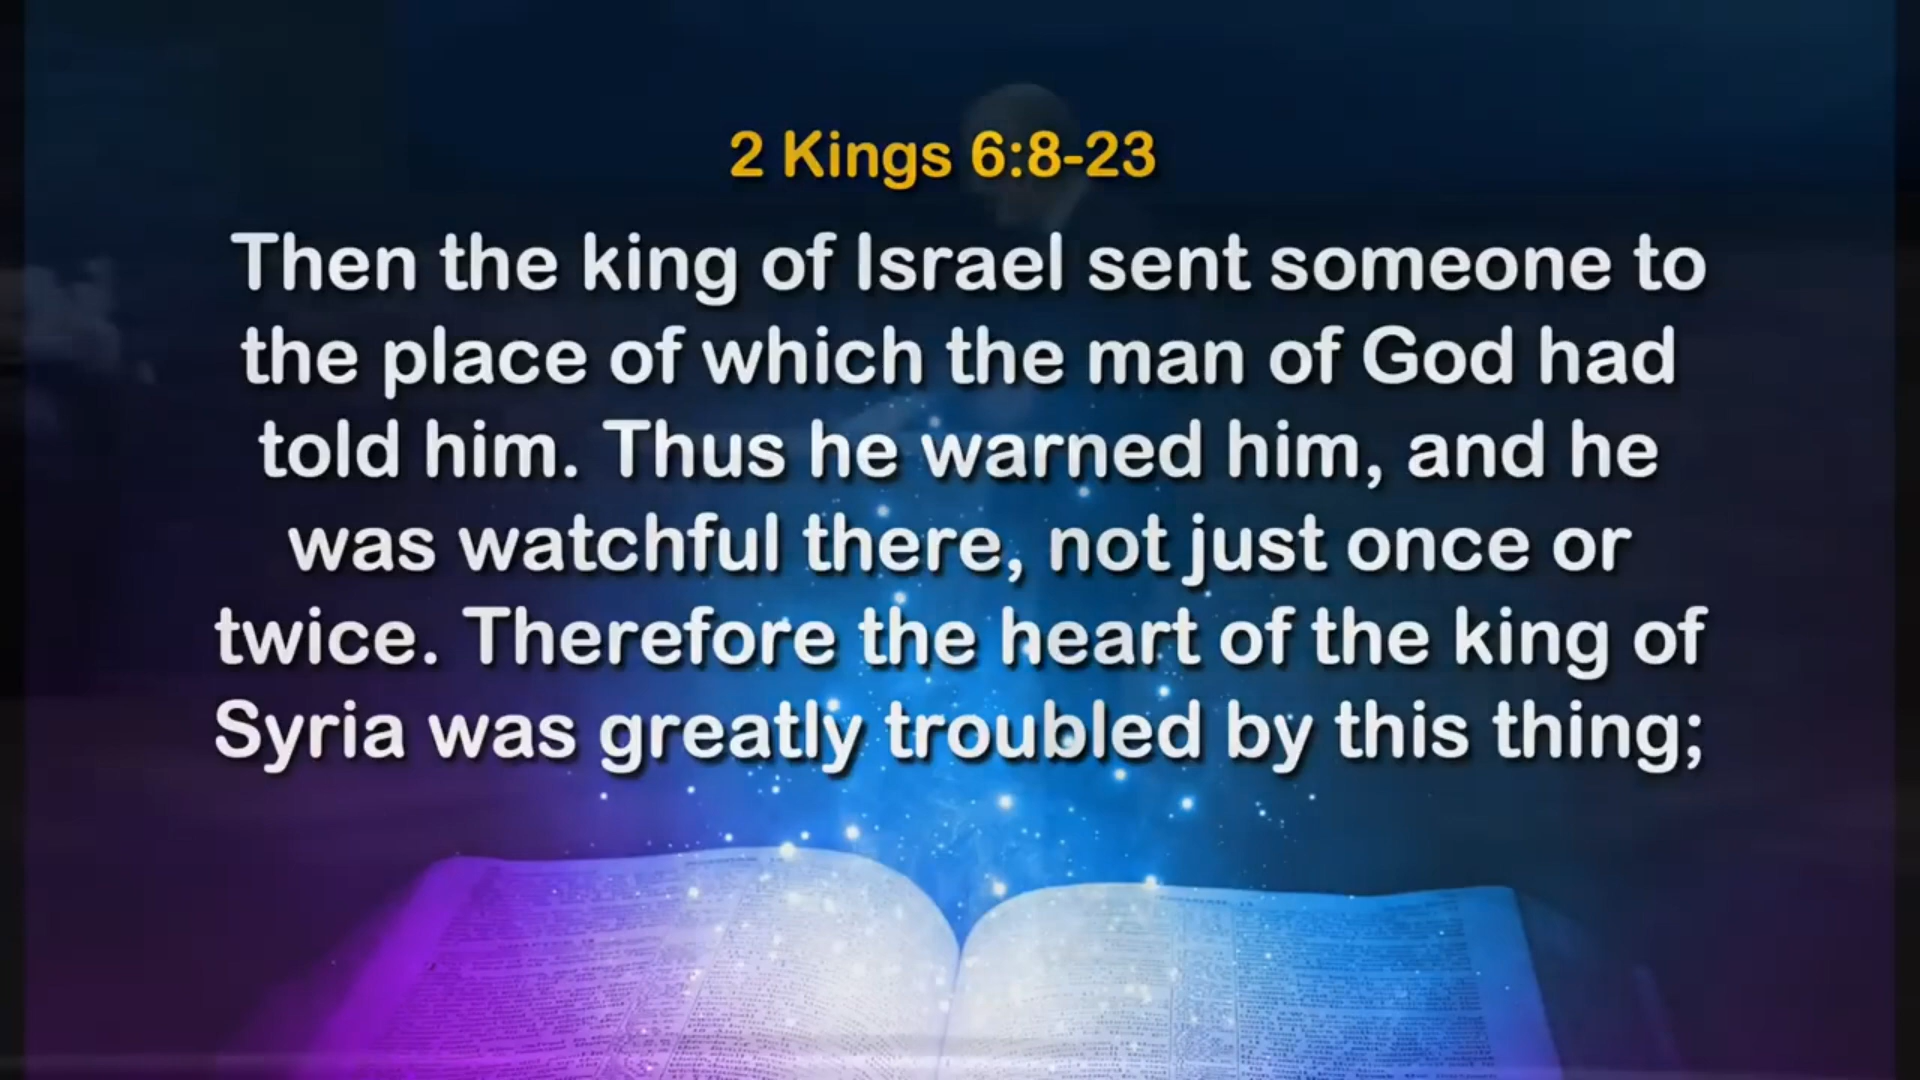 2 Kings 6:8-23
Then the king of Israel sent someone to
the place of which the man of God had
told him. Thus he warned him, and he
was watchful there, not just once or
twice. Therefore the heart of the king of
Syria was greatly troubled by this thing;